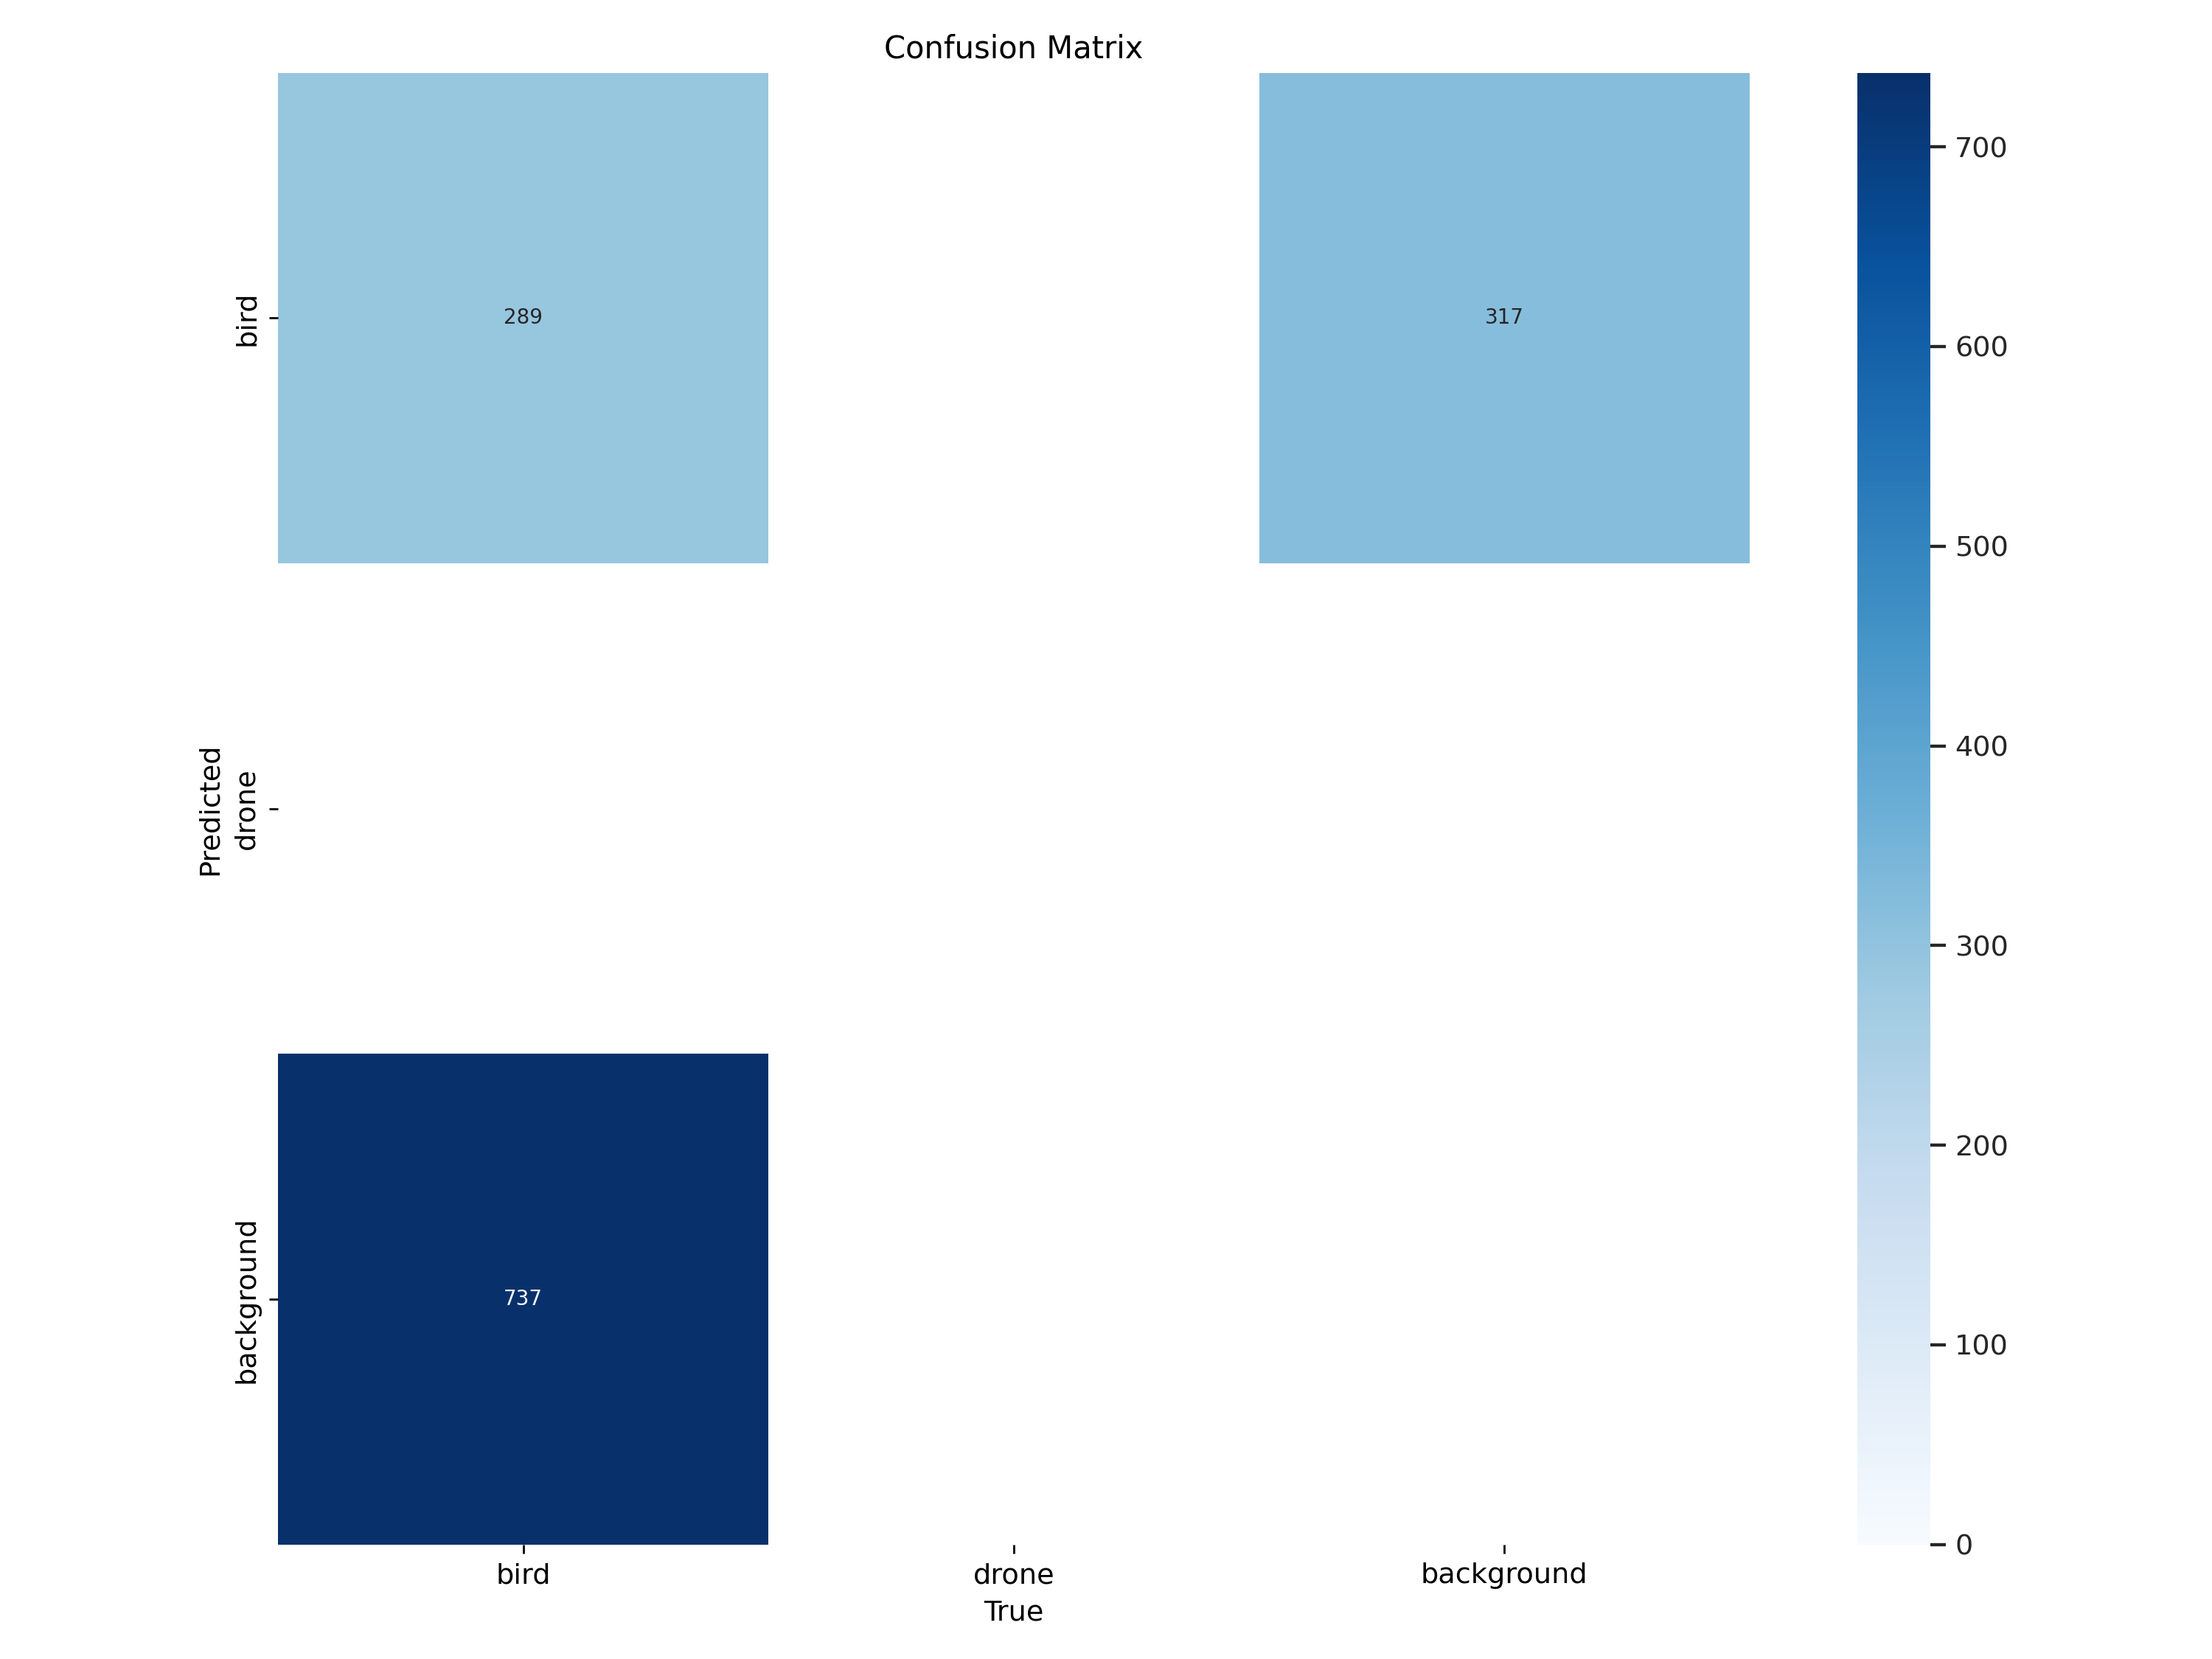 Confusion Matrix
bird
289
317
Predicted
drone
background
737
bird
drone
background
True
700
600
500
400
300
200
100
0